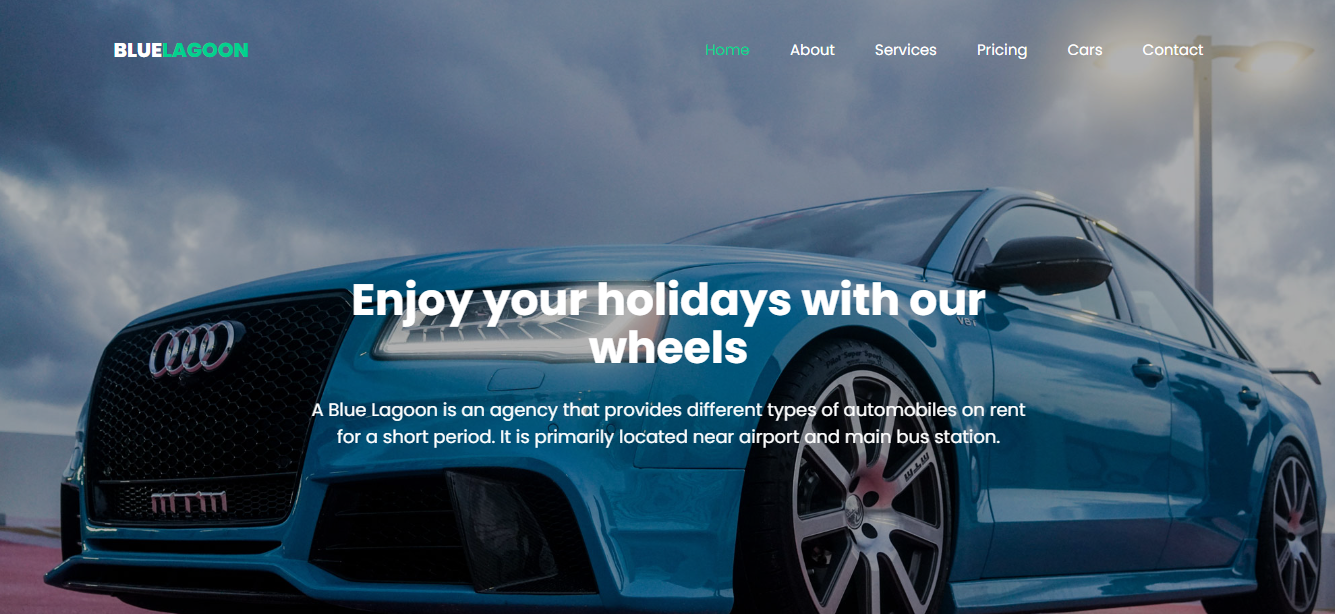 BLUELAGOON
Home About Services Pricing Cars Contact
Enjoy your holidays with our
wheels
A Blue Lagoon is an agency that provides different types of automobiles on rent
for a short period. It is primarily located near airport and main bus station.
mtm